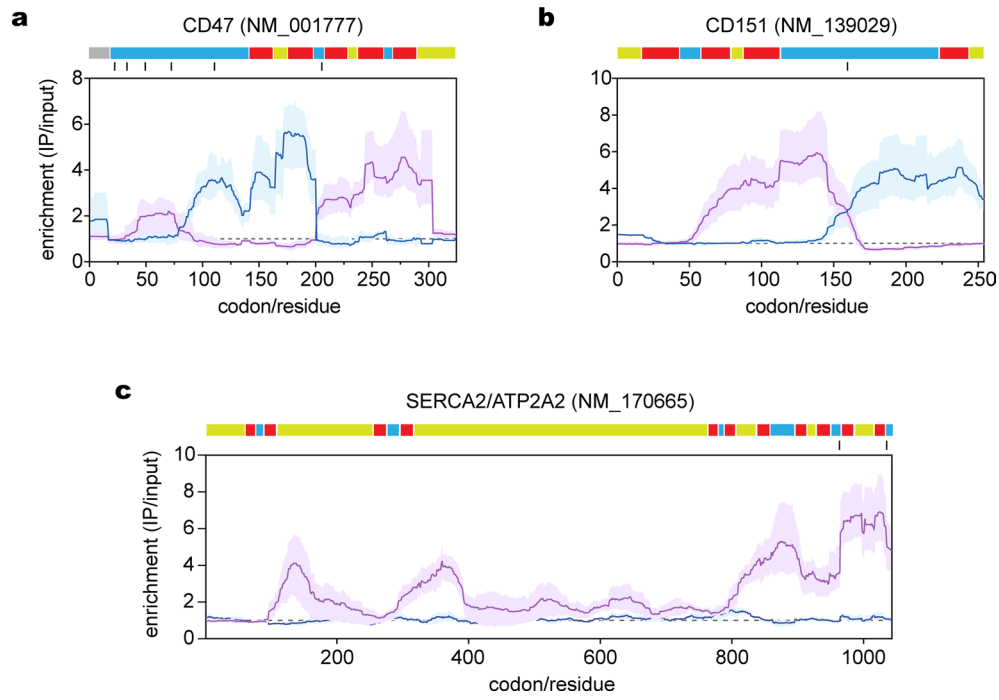 a
CD47 (NM_001777)
enrichment (IP/input)
8
6
4
2
0
0 50 100 150 200 250 300
codon/residue
b
CD151 (NM_139029)
10
8
6
4
2
0
0 50 100 150 200 250
codon/residue
c
SERCA2/ATP2A2 (NM_170665)
enrichment (IP/input)
10
8
6
4
2
0
200 400 600 800 1000
codon/residue